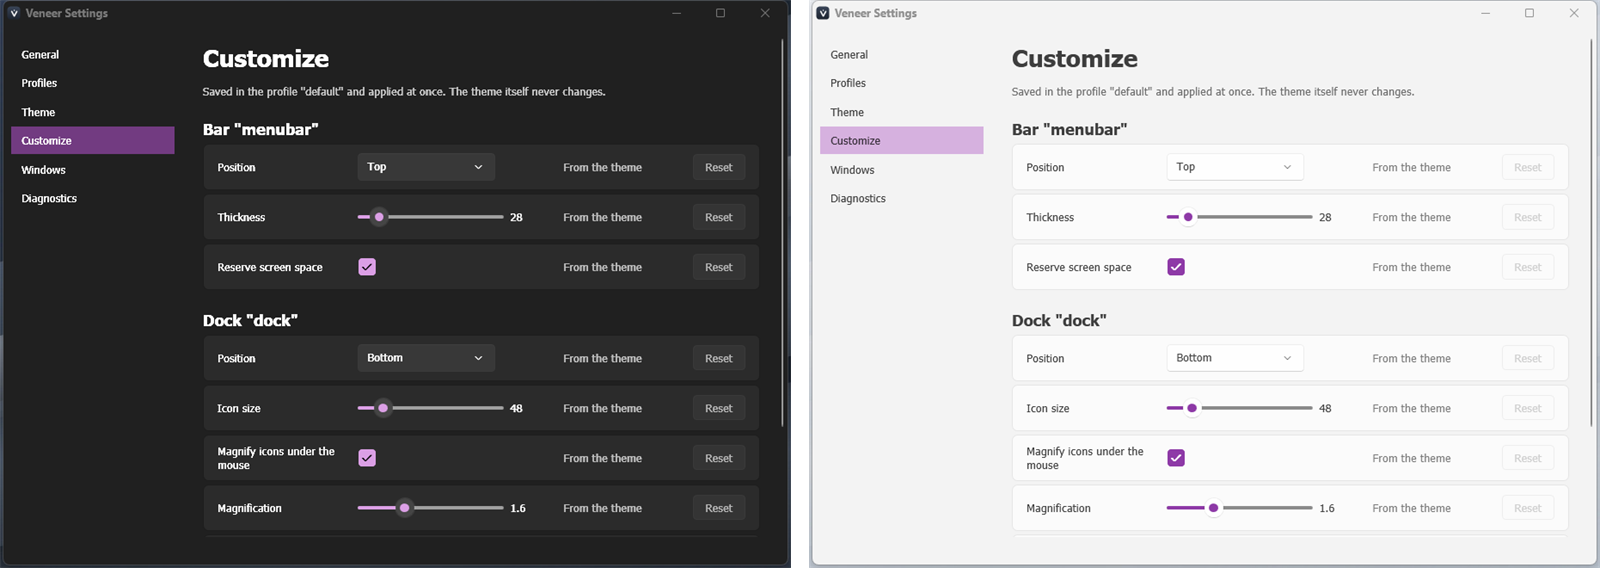 Veneer Settings
General
Profiles
Theme
Customize
Windows
Diagnostics
Customize
Saved in the profile "default" and applied at once. The theme itself never changes.
Bar "menubar"
Position Top From the theme Reset
Thickness 28 From the theme Reset
Reserve screen space From the theme Reset
Dock "dock"
Position Bottom From the theme Reset
Icon size 48 From the theme Reset
Magnify icons under the
mouse From the theme Reset
Magnification 1.6 From the theme Reset
Veneer Settings
General
Profiles
Theme
Customize
Windows
Diagnostics
Customize
Saved in the profile "default" and applied at once. The theme itself never changes.
Bar "menubar"
Position Top From the theme Reset
Thickness 28 From the theme Reset
Reserve screen space From the theme Reset
Dock "dock"
Position Bottom From the theme Reset
Icon size 48 From the theme Reset
Magnify icons under the
mouse From the theme Reset
Magnification 1.6 From the theme Reset